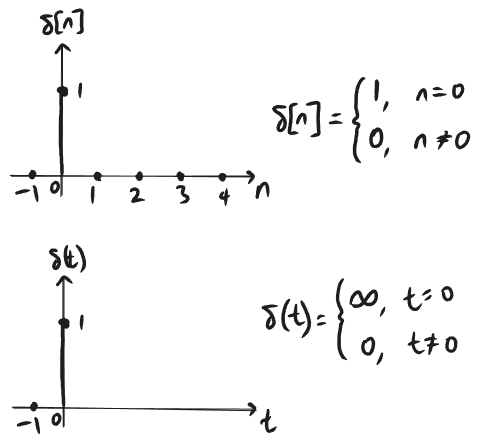 δ[n]
1
δ[n] = { 1, n=0
0, n≠0
-1 0 1 2 3 4 n
δ(t)
1
δ(t) = { ∞, t=0
0, t≠0
-1 0 t